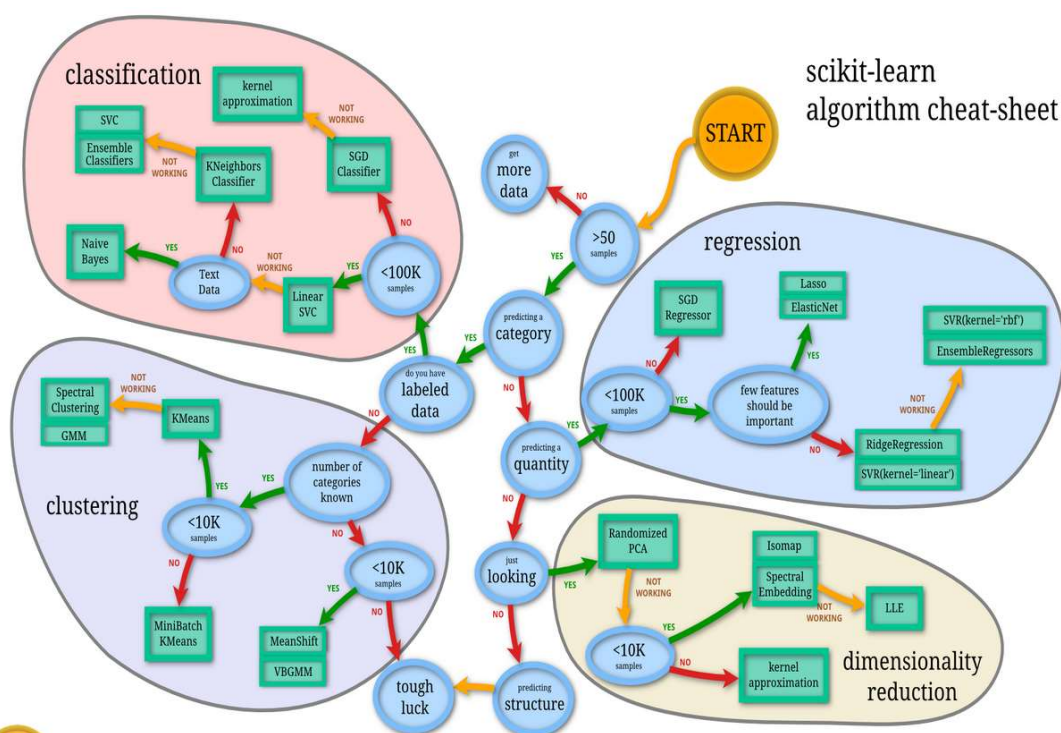 scikit-learn
algorithm cheat-sheet
classification
kernel
approximation
NOT
WORKING
SVC
Ensemble
Classifiers
NOT
WORKING
KNeighbors
Classifier
SGD
Classifier
START
get
more
data
NO
>50
samples
YES
NO
NO
Naive
Bayes
YES
Text
Data
NOT
WORKING
Linear
SVC
YES
<100K
samples
predicting a
category
YES
NO
YES
do you have
labeled
data
NO
regression
SGD
Regressor
NO
Lasso
ElasticNet
YES
SVR(kernel='rbf')
EnsembleRegressors
NOT
WORKING
<100K
samples
YES
few features
should be
important
NO
RidgeRegression
SVR(kernel='linear')
YES
predicting a
quantity
NO
clustering
Spectral
Clustering
GMM
NOT
WORKING
KMeans
YES
YES
number of
categories
known
NO
<10K
samples
NO
MiniBatch
KMeans
<10K
samples
YES
NO
MeanShift
VBGMM
tough
luck
just
looking
YES
NO
predicting
structure
Randomized
PCA
NOT
WORKING
Isomap
Spectral
Embedding
NOT
WORKING
LLE
YES
<10K
samples
NO
kernel
approximation
dimensionality
reduction